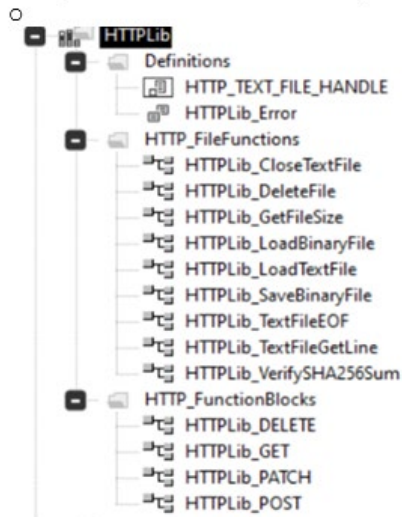 HTTPLib
Definitions
HTTP_TEXT_FILE_HANDLE
HTTPLib_Error
HTTP_FileFunctions
HTTPLib_CloseTextFile
HTTPLib_DeleteFile
HTTPLib_GetFileSize
HTTPLib_LoadBinaryFile
HTTPLib_LoadTextFile
HTTPLib_SaveBinaryFile
HTTPLib_TextFileEOF
HTTPLib_TextFileGetLine
HTTPLib_VerifySHA256Sum
HTTP_FunctionBlocks
HTTPLib_DELETE
HTTPLib_GET
HTTPLib_PATCH
HTTPLib_POST